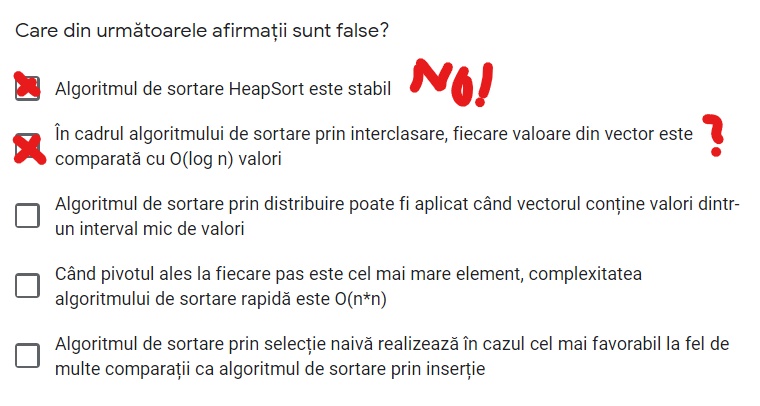 Care din următoarele afirmații sunt false?
Algoritmul de sortare HeapSort este stabil NO!
În cadrul algoritmului de sortare prin interclasare, fiecare valoare din vector este ?
comparată cu O(log n) valori
Algoritmul de sortare prin distribuire poate fi aplicat când vectorul conține valori dintr-
un interval mic de valori
Când pivotul ales la fiecare pas este cel mai mare element, complexitatea
algoritmului de sortare rapidă este O(n*n)
Algoritmul de sortare prin selecție naivă realizează în cazul cel mai favorabil la fel de
multe comparații ca algoritmul de sortare prin inserție